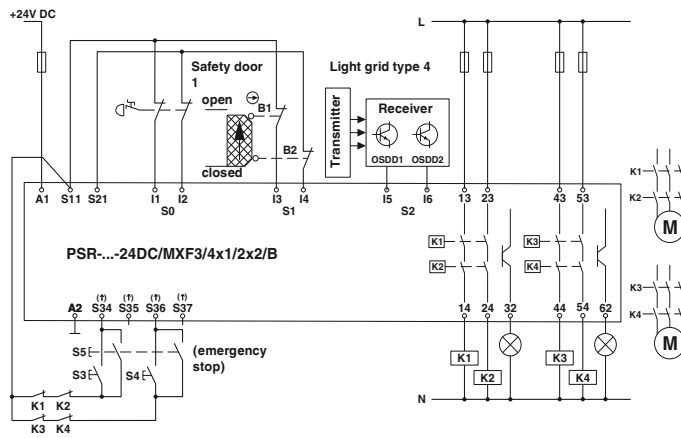 +24V DC
L
Safety door
1
Light grid type 4
open
closed
B1
B2
Transmitter
Receiver
OSDD1
OSDD2
A1
S11
S21
I1
I2
S0
I3
I4
S1
I5
I6
S2
13
23
43
53
K1
K2
M
PSR-...-24DC/MXF3/4x1/2x2/B
K1
K2
K3
K4
A2
(↑)
S34
(↑)
S35
(↑)
S36
(↑)
S37
14
24
32
44
54
62
K3
K4
M
S5
S3
S4
(emergency
stop)
K1
K2
K3
K4
K1
K2
K3
K4
N